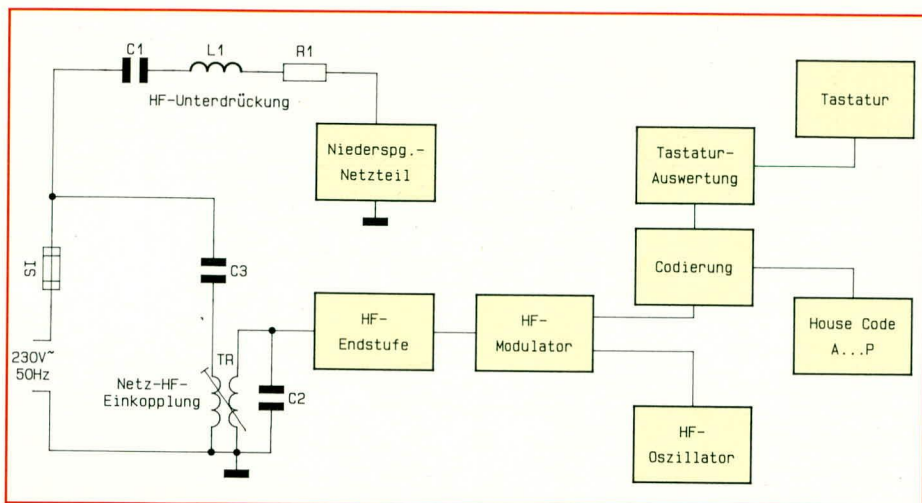 C1
L1
R1
HF-Unterdrückung
Niederspg.-
Netzteil
Tastatur
Tastatur-
Auswertung
SI
C3
Codierung
230V~
50Hz
Netz-HF-
Einkopplung
TR
C2
HF-
Endstufe
HF-
Modulator
House Code
A...P
HF-
Oszillator